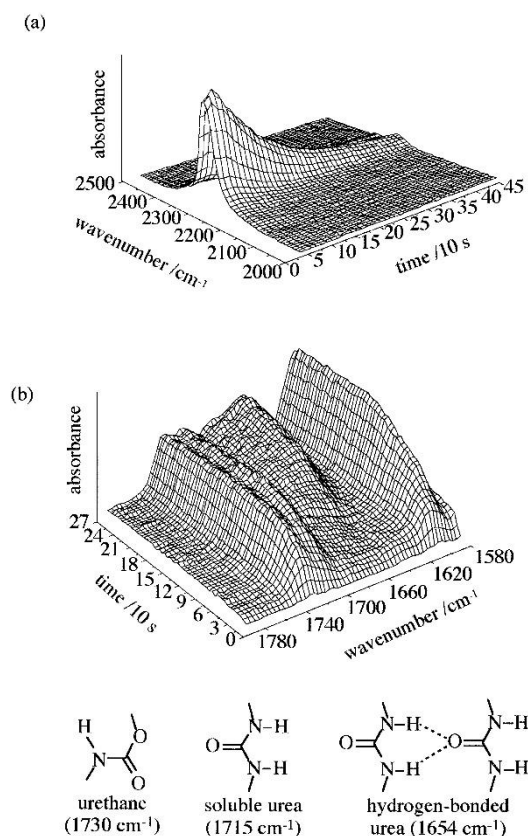 (a)
absorbance
2500
2400
2300
2200
2100
2000
wavenumber /cm⁻¹
0 5 10 15 20 25 30 35 40 45
time /10 s
(b)
absorbance
27
24
21
18
15
12
9
6
3
0
time /10 s
1780
1740
1700
1660
1620
1580
wavenumber /cm⁻¹
H
N
O
O
O
N-H
N-H
O
N-H
N-H
O
N-H
N-H
urethane
(1730 cm⁻¹)
soluble urea
(1715 cm⁻¹)
hydrogen-bonded
urea (1654 cm⁻¹)